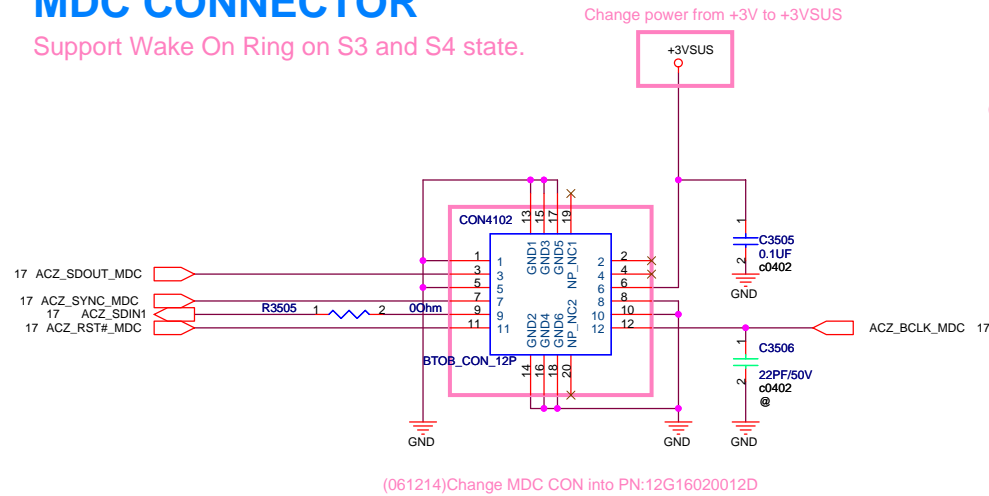 MDC CONNECTOR
Support Wake On Ring on S3 and S4 state.
Change power from +3V to +3VSUS
+3VSUS
CON4102
13
15
17
19
GND1
GND3
GND5
NP_NC1
1
3
5
7
9
11
1
3
5
7
9
11
2
4
6
8
10
12
2
4
6
8
10
12
GND2
GND4
GND6
NP_NC2
14
16
18
20
BTOB_CON_12P
17 ACZ_SDOUT_MDC
17 ACZ_SYNC_MDC
17 ACZ_SDIN1
17 ACZ_RST#_MDC
R3505 1 2 0Ohm
1
C3505
0.1UF
2
c0402
GND
ACZ_BCLK_MDC 17
1
C3506
22PF/50V
2
c0402
@
GND
GND
GND
(061214)Change MDC CON into PN:12G16020012D